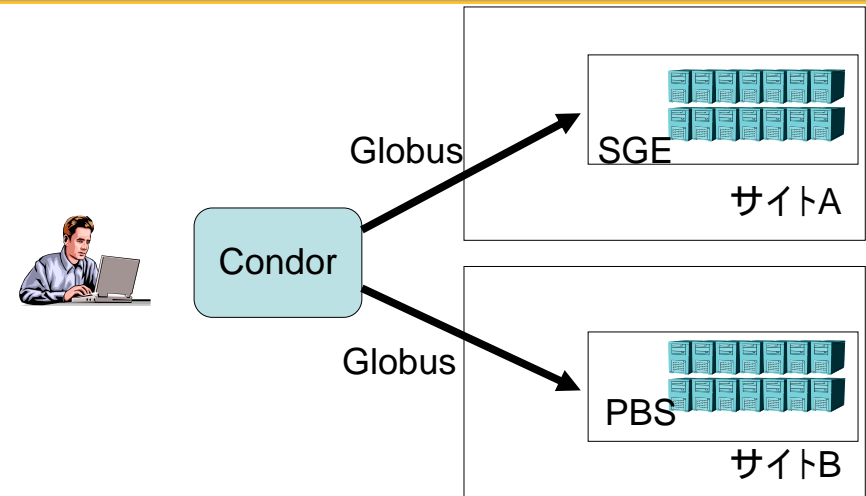 Globus
SGE
サイトA
Condor
Globus
PBS
サイトB